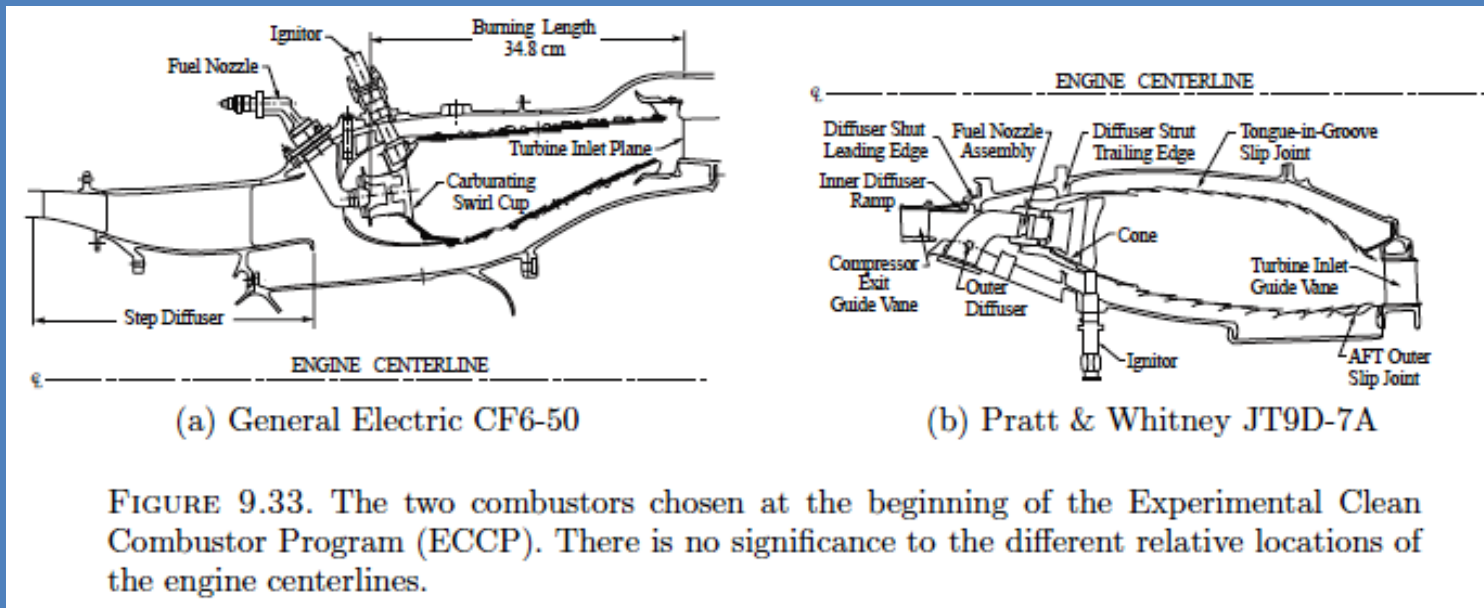 Ignitor
Burning Length
34.8 cm
Fuel Nozzle
Turbine Inlet Plane
Carburating
Swirl Cup
Step Diffuser
ENGINE CENTERLINE
℄
(a) General Electric CF6-50
ENGINE CENTERLINE
℄
Diffuser Shut
Leading Edge
Fuel Nozzle
Assembly
Diffuser Strut
Trailing Edge
Tongue-in-Groove
Slip Joint
Inner Diffuser
Ramp
Cone
Compressor
Exit
Guide Vane
Outer
Diffuser
Turbine Inlet
Guide Vane
Ignitor
AFT Outer
Slip Joint
(b) Pratt & Whitney JT9D-7A
FIGURE 9.33. The two combustors chosen at the beginning of the Experimental Clean
Combustor Program (ECCP). There is no significance to the different relative locations of
the engine centerlines.